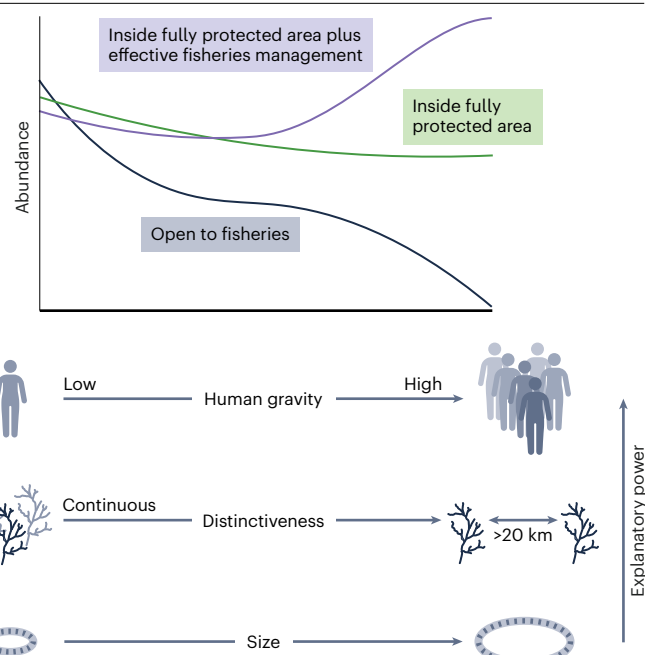 Inside fully protected area plus
effective fisheries management
Inside fully
protected area
Abundance
Open to fisheries
Low
Human gravity
High
Continuous
Distinctiveness
>20 km
Explanatory power
Size